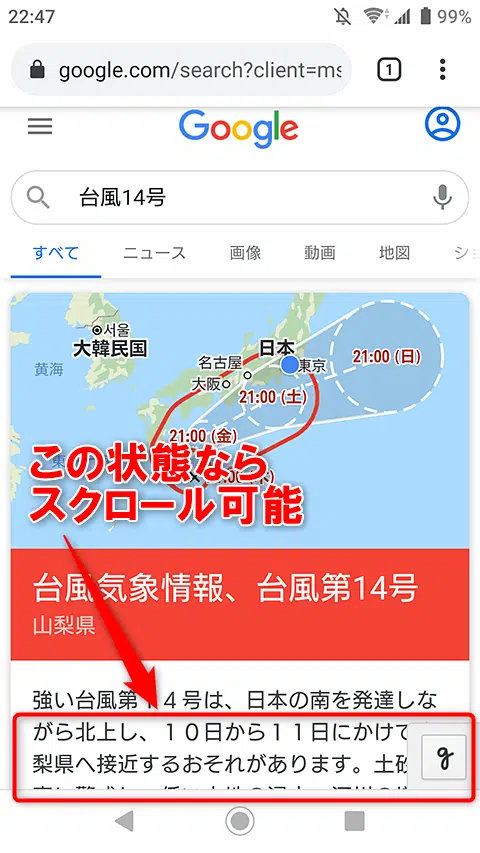 22:47
99%
google.com/search?client=ms
1
Google
台風14号
すべて ニュース 画像 動画 地図
서울
大韓民国
黄海
日本
名古屋
東京
大阪
21:00 (日)
21:00 (土)
21:00 (金)
この状態なら
スクロール可能
台風気象情報、台風第14号
山梨県
強い台風第14号は、日本の南を発達しな
がら北上し、10日から11日にかけて
梨県へ接近するおそれがあります。土砂
g